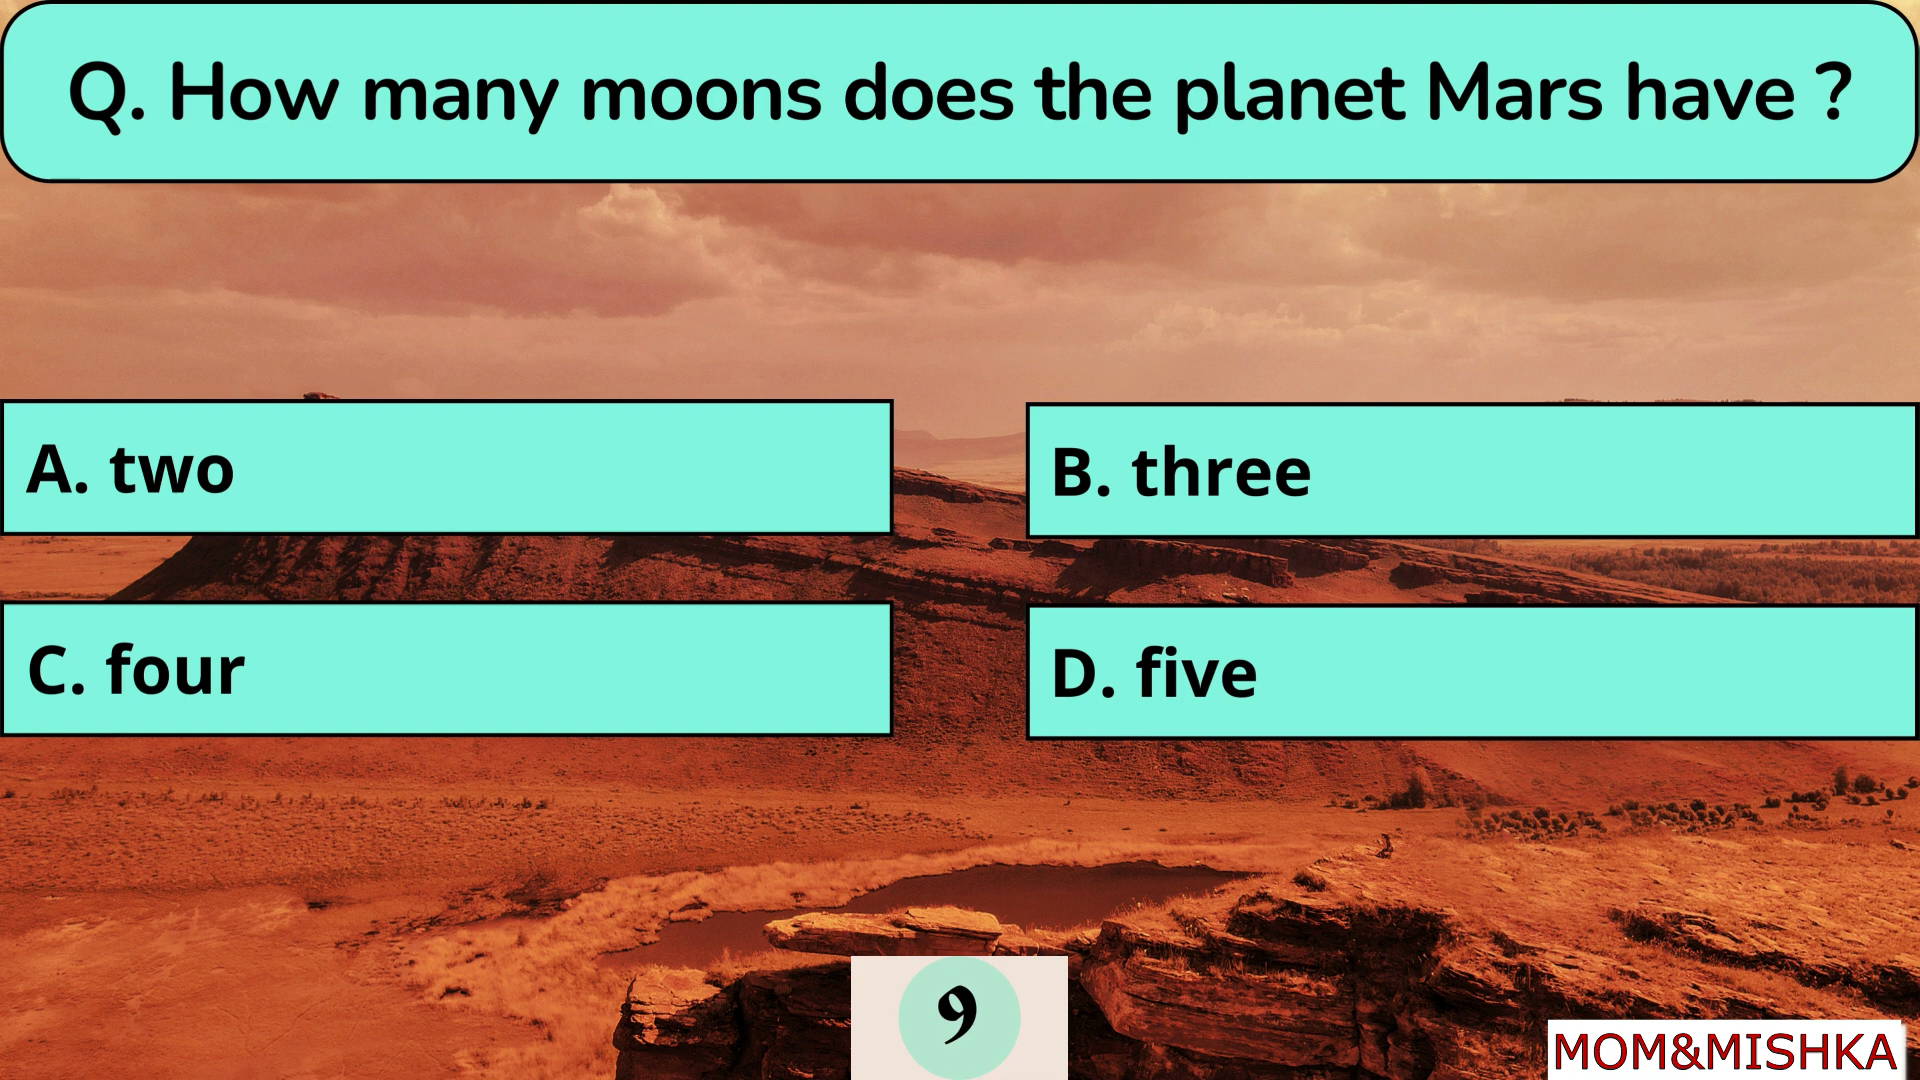 Q. How many moons does the planet Mars have ?
A. two
B. three
C. four
D. five
9
MOM&MISHKA